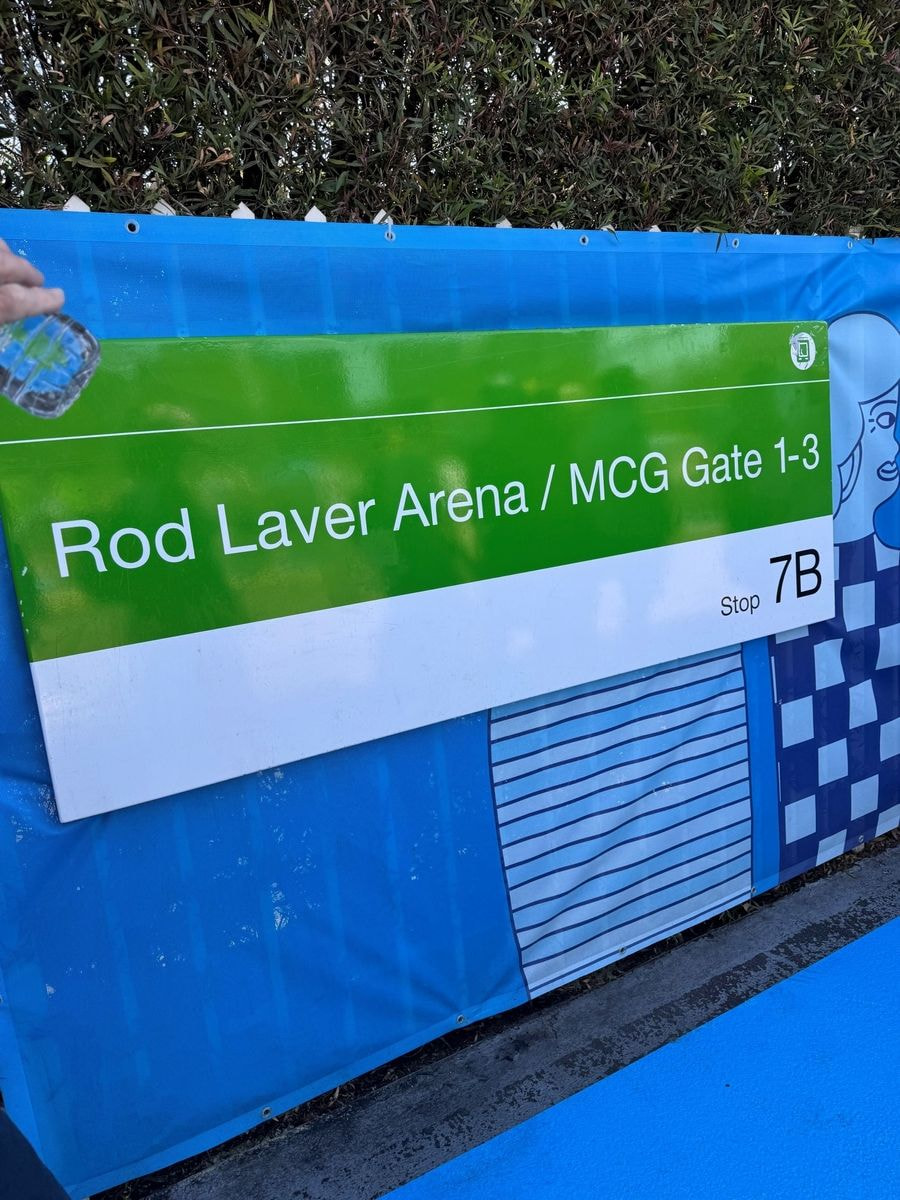 Rod Laver Arena / MCG Gate 1-3
Stop 7B